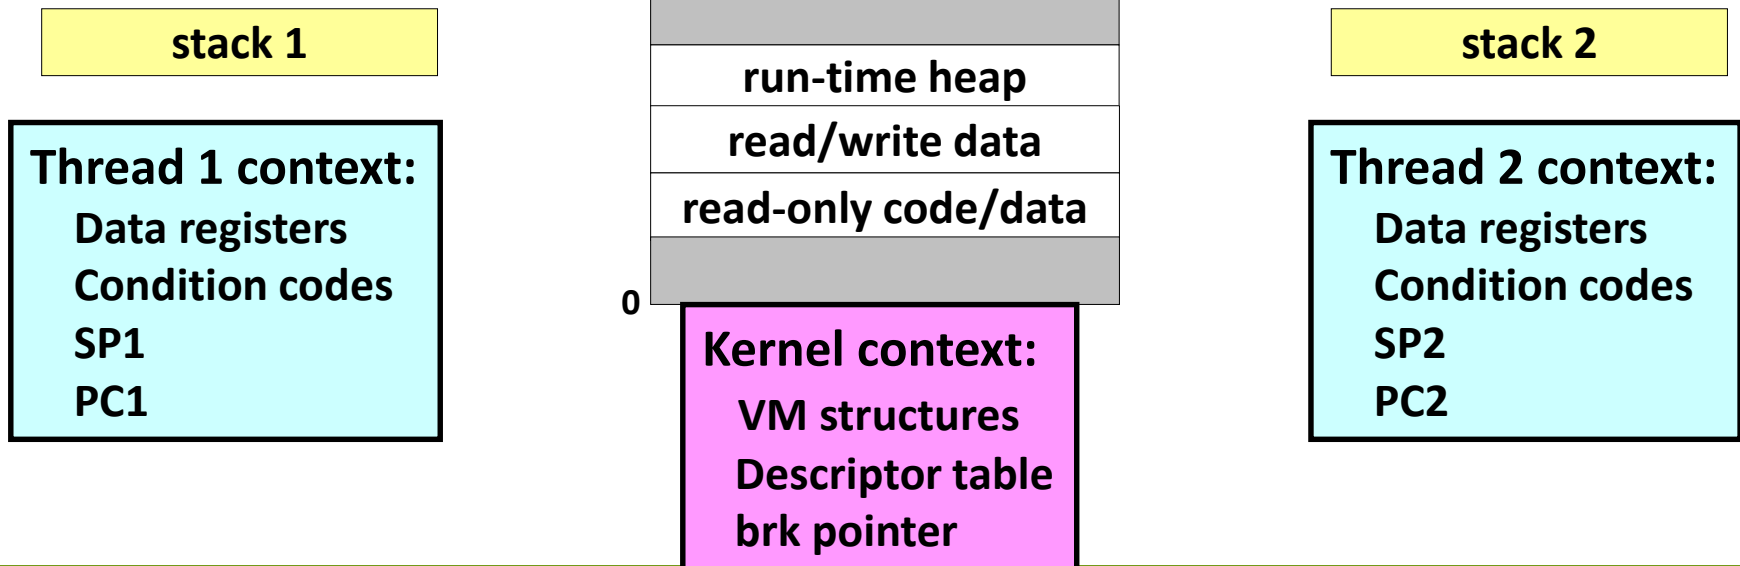 stack 1
Thread 1 context:
Data registers
Condition codes
SP1
PC1
run-time heap
read/write data
read-only code/data
0
Kernel context:
VM structures
Descriptor table
brk pointer
stack 2
Thread 2 context:
Data registers
Condition codes
SP2
PC2